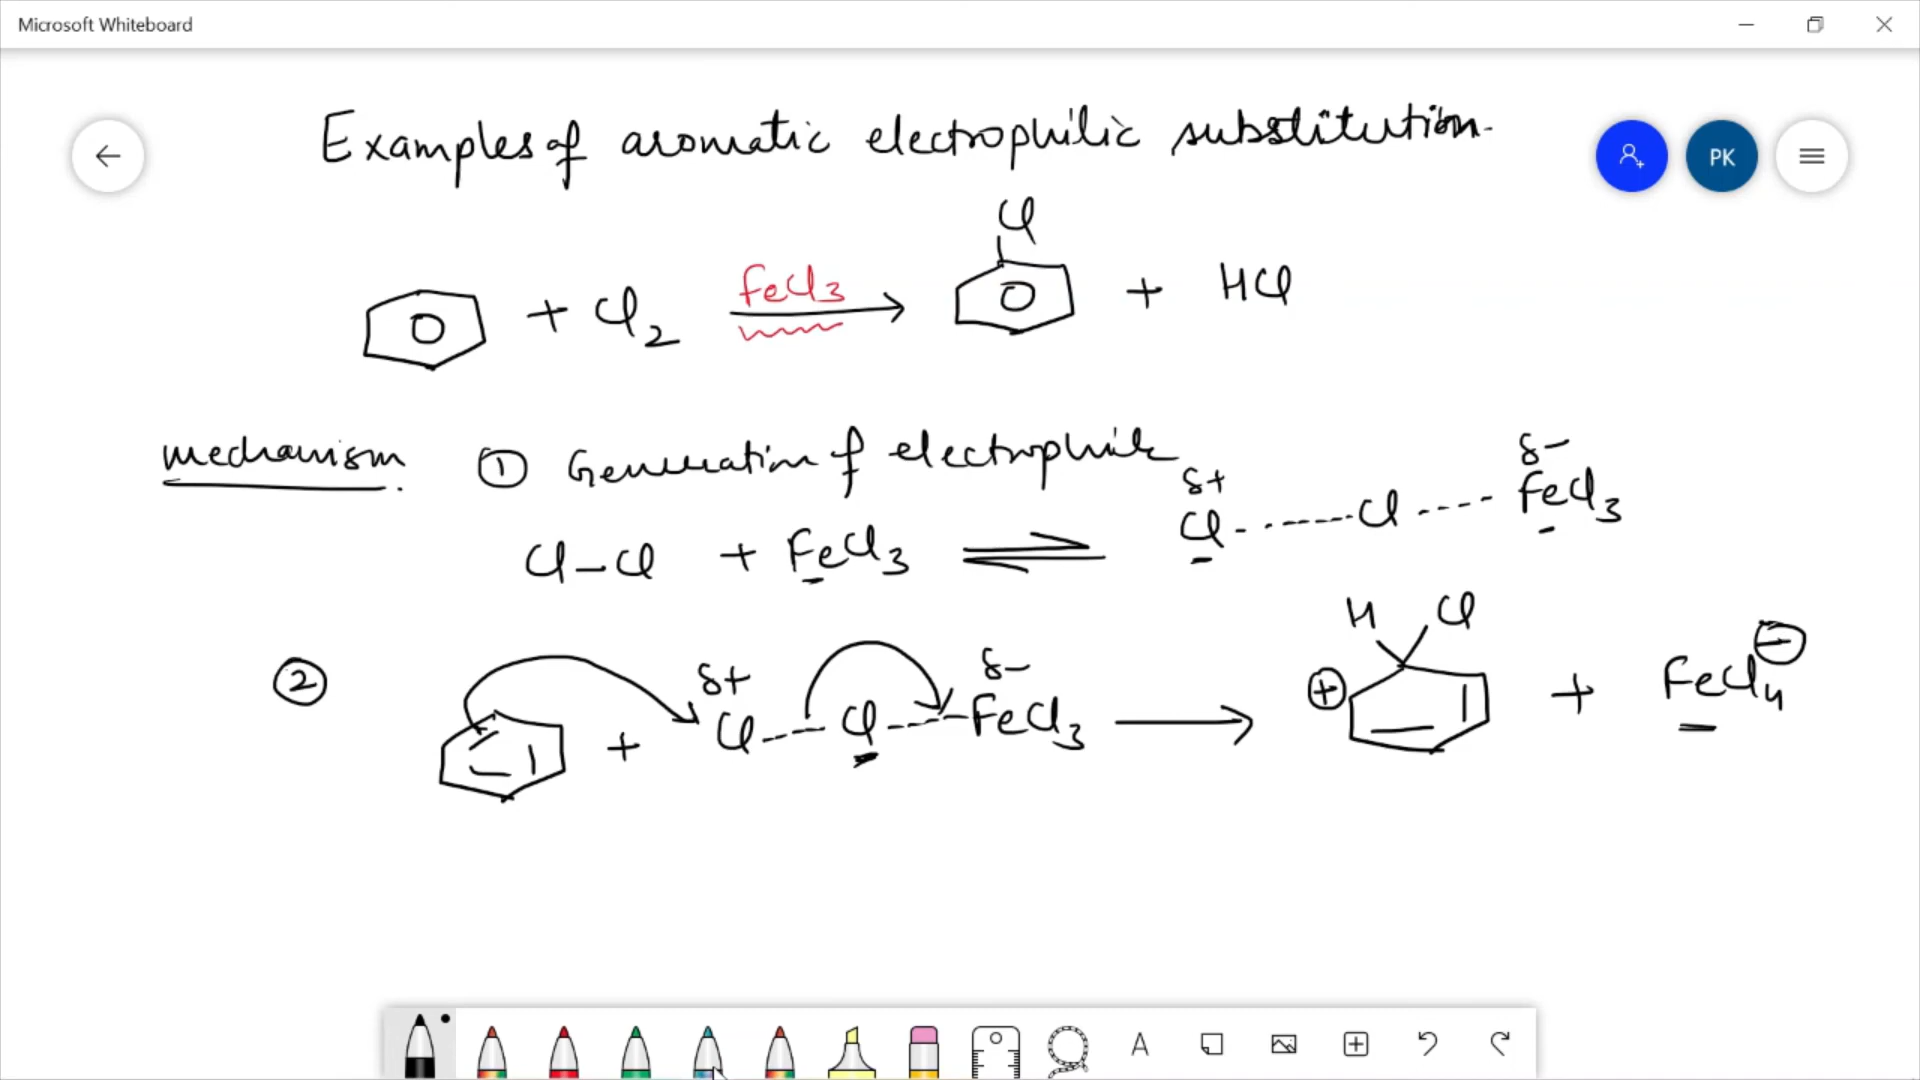 Microsoft Whiteboard
Examples of aromatic electrophilic substitution.
PK
Cl
+ Cl2 FeCl3 + HCl
mechanism. ① Generation of electrophile
δ+ δ-
Cl-----Cl----FeCl3
Cl-Cl + FeCl3
H Cl
② δ+ δ-
+ Cl----Cl----FeCl3 ⊕ + FeCl4⊖
A